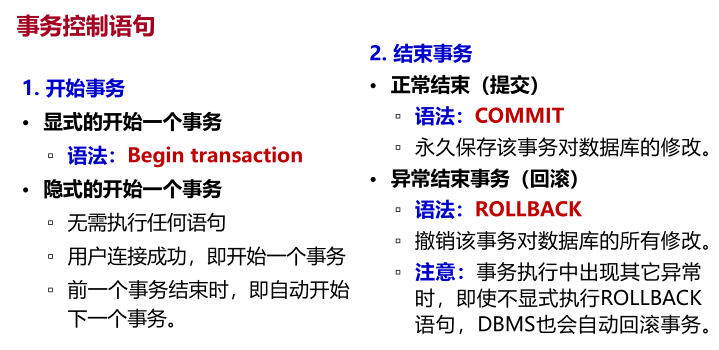 事务控制语句
1. 开始事务
• 显式的开始一个事务
▫ 语法：Begin transaction
• 隐式的开始一个事务
▫ 无需执行任何语句
▫ 用户连接成功，即开始一个事务
▫ 前一个事务结束时，即自动开始
下一个事务。
2. 结束事务
• 正常结束（提交）
▫ 语法：COMMIT
▫ 永久保存该事务对数据库的修改。
• 异常结束事务（回滚）
▫ 语法：ROLLBACK
▫ 撤销该事务对数据库的所有修改。
▫ 注意：事务执行中出现其它异常
时，即使不显式执行ROLLBACK
语句，DBMS也会自动回滚事务。